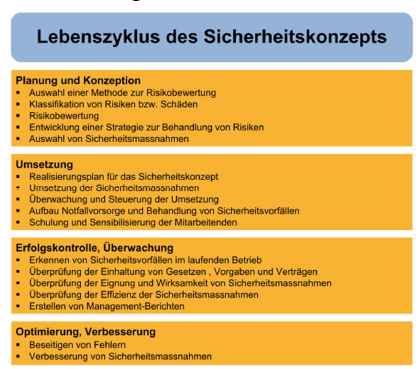 Lebenszyklus des Sicherheitskonzepts
Planung und Konzeption
▪ Auswahl einer Methode zur Risikobewertung
▪ Klassifikation von Risiken bzw. Schäden
▪ Risikobewertung
▪ Entwicklung einer Strategie zur Behandlung von Risiken
▪ Auswahl von Sicherheitsmassnahmen
Umsetzung
▪ Realisierungsplan für das Sicherheitskonzept
▪ Umsetzung der Sicherheitsmassnahmen
▪ Überwachung und Steuerung der Umsetzung
▪ Aufbau Notfallvorsorge und Behandlung von Sicherheitsvorfällen
▪ Schulung und Sensibilisierung der Mitarbeitenden
Erfolgskontrolle, Überwachung
▪ Erkennen von Sicherheitsvorfällen im laufenden Betrieb
▪ Überprüfung der Einhaltung von Gesetzen , Vorgaben und Verträgen
▪ Überprüfung der Eignung und Wirksamkeit von Sicherheitsmassnahmen
▪ Überprüfung der Effizienz der Sicherheitsmassnahmen
▪ Erstellen von Management-Berichten
Optimierung, Verbesserung
▪ Beseitigen von Fehlern
▪ Verbesserung von Sicherheitsmassnahmen